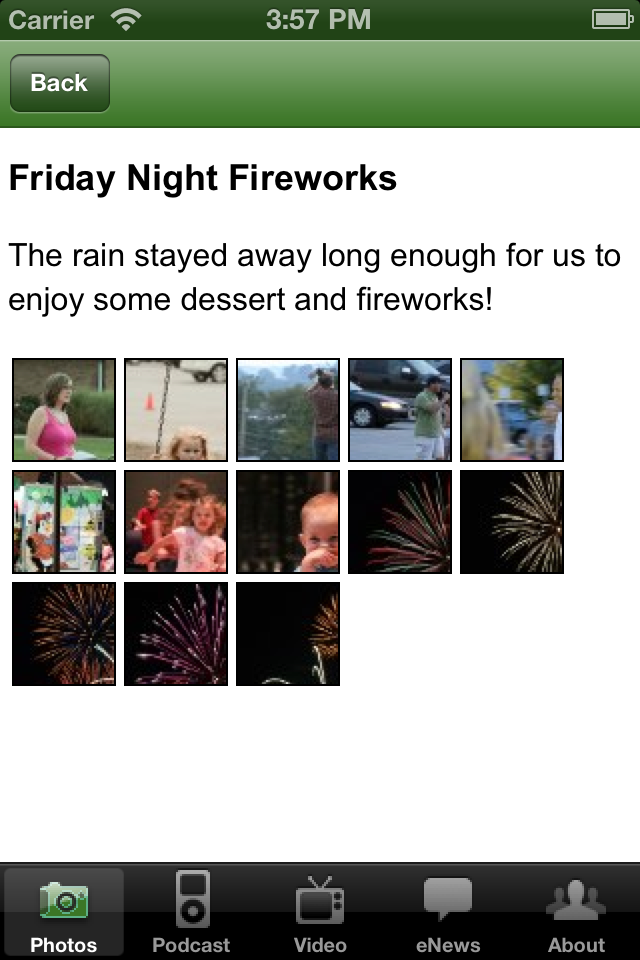 Carrier 3:57 PM
Back
Friday Night Fireworks
The rain stayed away long enough for us to
enjoy some dessert and fireworks!
Photos Podcast Video eNews About